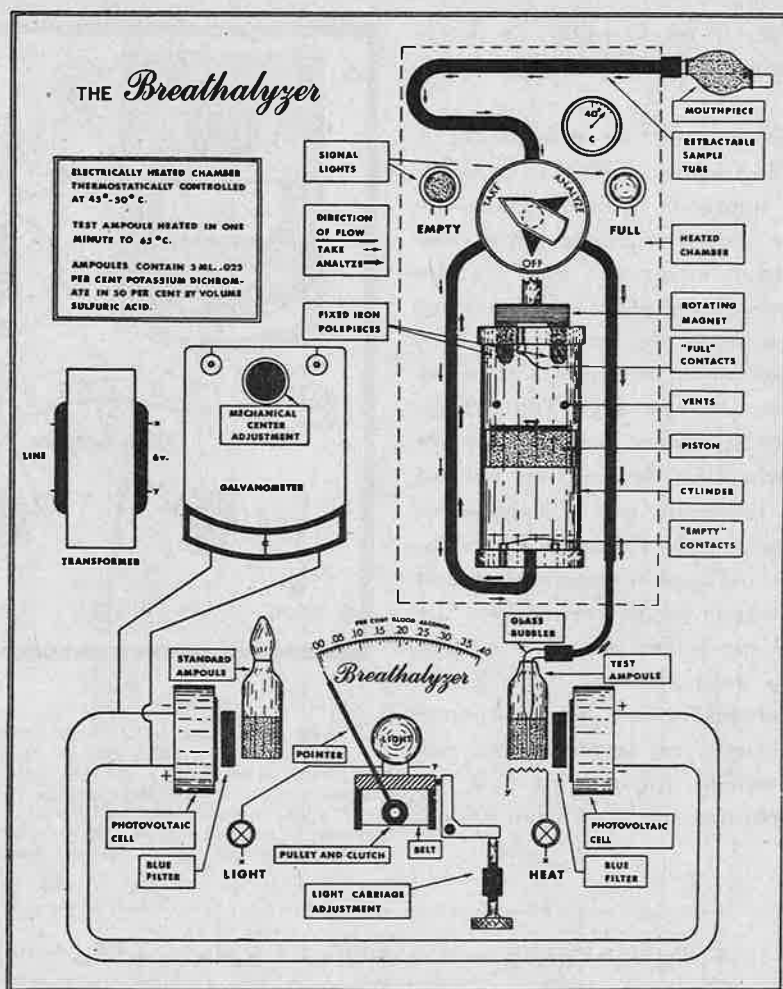 THE Breathalyzer
ELECTRICALLY HEATED CHAMBER
THERMOSTATICALLY CONTROLLED
AT 45°-50° C.
TEST AMPOULE HEATED IN ONE
MINUTE TO 65°C.
AMPOULES CONTAIN 3 ML..025
PER CENT POTASSIUM DICHROM-
ATE IN 50 PER CENT BY VOLUME
SULFURIC ACID.
MOUTHPIECE
RETRACTABLE
SAMPLE
TUBE
40°
C
SIGNAL
LIGHTS
EMPTY
TAKE
ANALIZE
OFF
FULL
DIRECTION
OF FLOW
TAKE
ANALYZE
HEATED
CHAMBER
FIXED IRON
POLEPIECES
ROTATING
MAGNET
"FULL"
CONTACTS
VENTS
PISTON
CYLINDER
"EMPTY"
CONTACTS
MECHANICAL
CENTER
ADJUSTMENT
GALVANOMETER
C
LINE
x
6v-
y
TRANSFORMER
GLASS
BUBBLER
TEST
AMPOULE
STANDARD
AMPOULE
PER CENT BLOOD ALCOHOL
.00 .05 .10 .15 .20 .25 .30 .35 .40
Breathalyzer
POINTER
LIGHT
y
- +
+ -
y
PHOTOVOLTAIC
CELL
BLUE
FILTER
x
LIGHT
PULLEY AND CLUTCH
BELT
LIGHT CARRIAGE
ADJUSTMENT
x
HEAT
BLUE
FILTER
PHOTOVOLTAIC
CELL